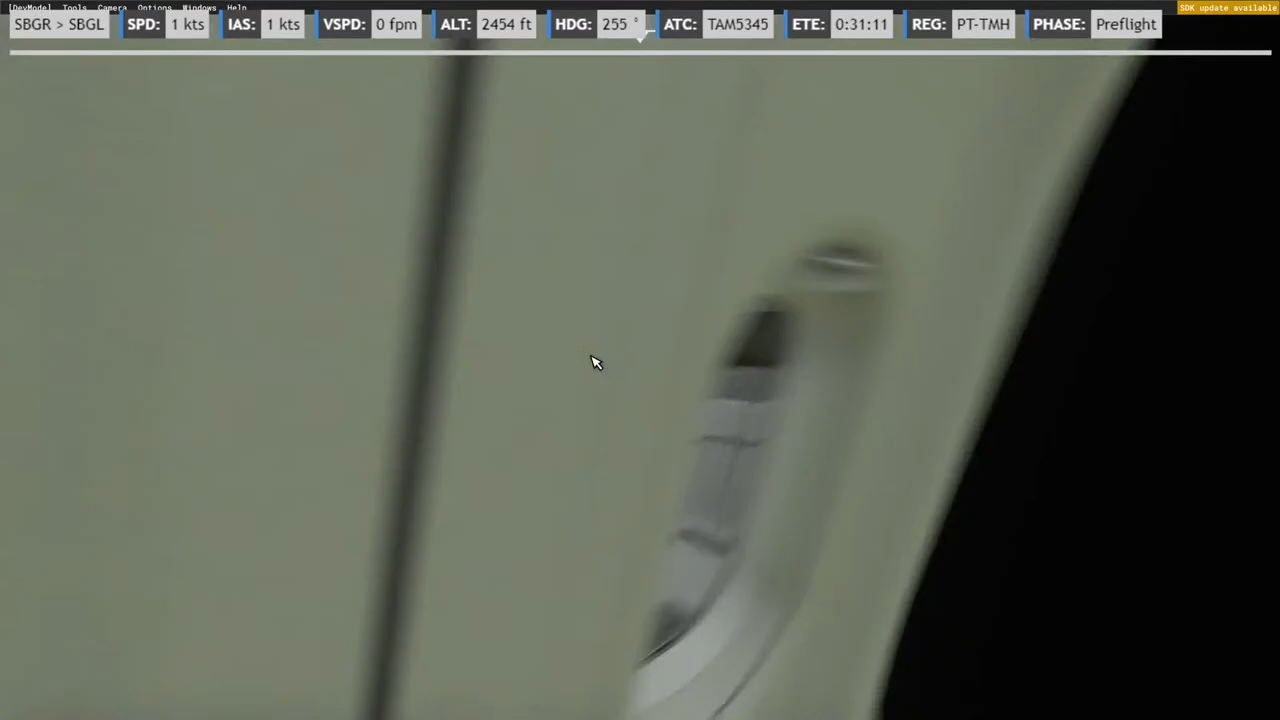 [DevMode] Tools Camera Options Windows Help
SDK update available
SBGR > SBGL SPD: 1 kts IAS: 1 kts VSPD: 0 fpm ALT: 2454 ft HDG: 255 ° ATC: TAM5345 ETE: 0:31:11 REG: PT-TMH PHASE: Preflight